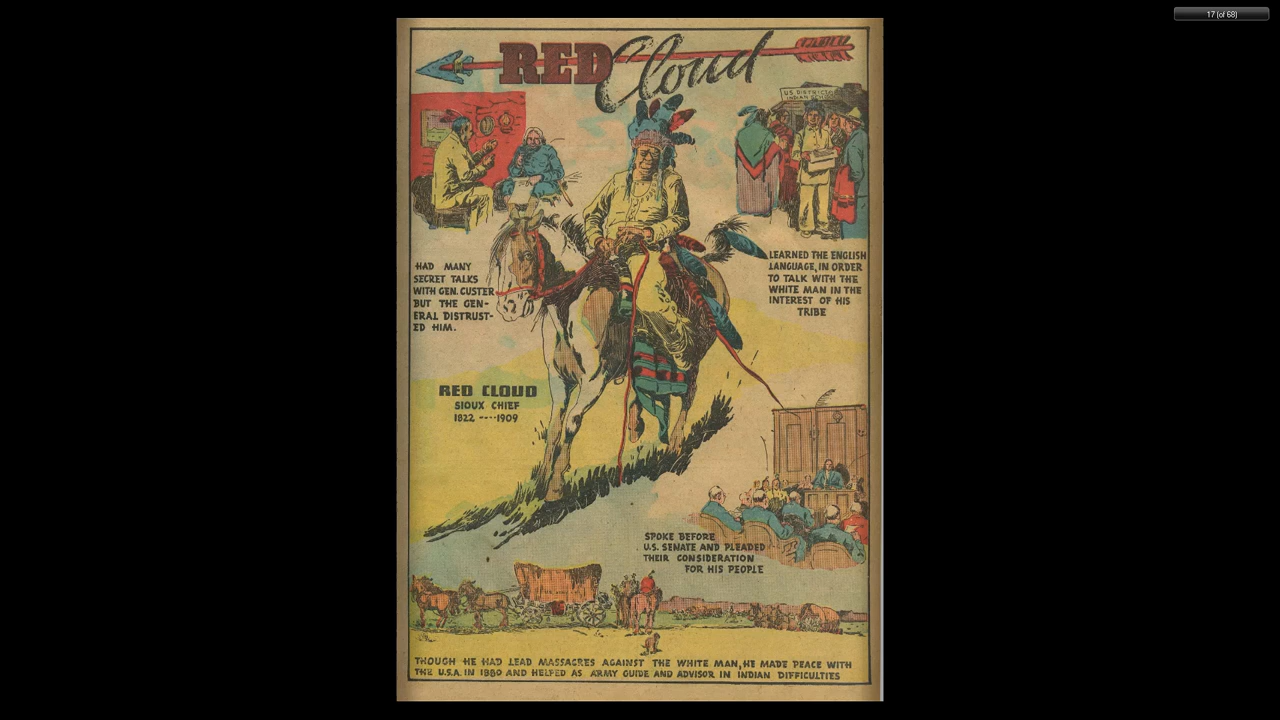 17 (of 68)
RED Cloud
U.S. DISTRICT
INDIAN SCHOOL
HAD MANY
SECRET TALKS
WITH GEN. CUSTER
BUT THE GEN-
ERAL DISTRUST-
ED HIM.
LEARNED THE ENGLISH
LANGUAGE, IN ORDER
TO TALK WITH THE
WHITE MAN IN THE
INTEREST OF HIS
TRIBE
RED CLOUD
SIOUX CHIEF
1822 ---- 1909
SPOKE BEFORE
U.S. SENATE AND PLEADED
THEIR CONSIDERATION
FOR HIS PEOPLE
THOUGH HE HAD LEAD MASSACRES AGAINST THE WHITE MAN, HE MADE PEACE WITH
THE U.S.A. IN 1880 AND HELPED AS ARMY GUIDE AND ADVISOR IN INDIAN DIFFICULTIES